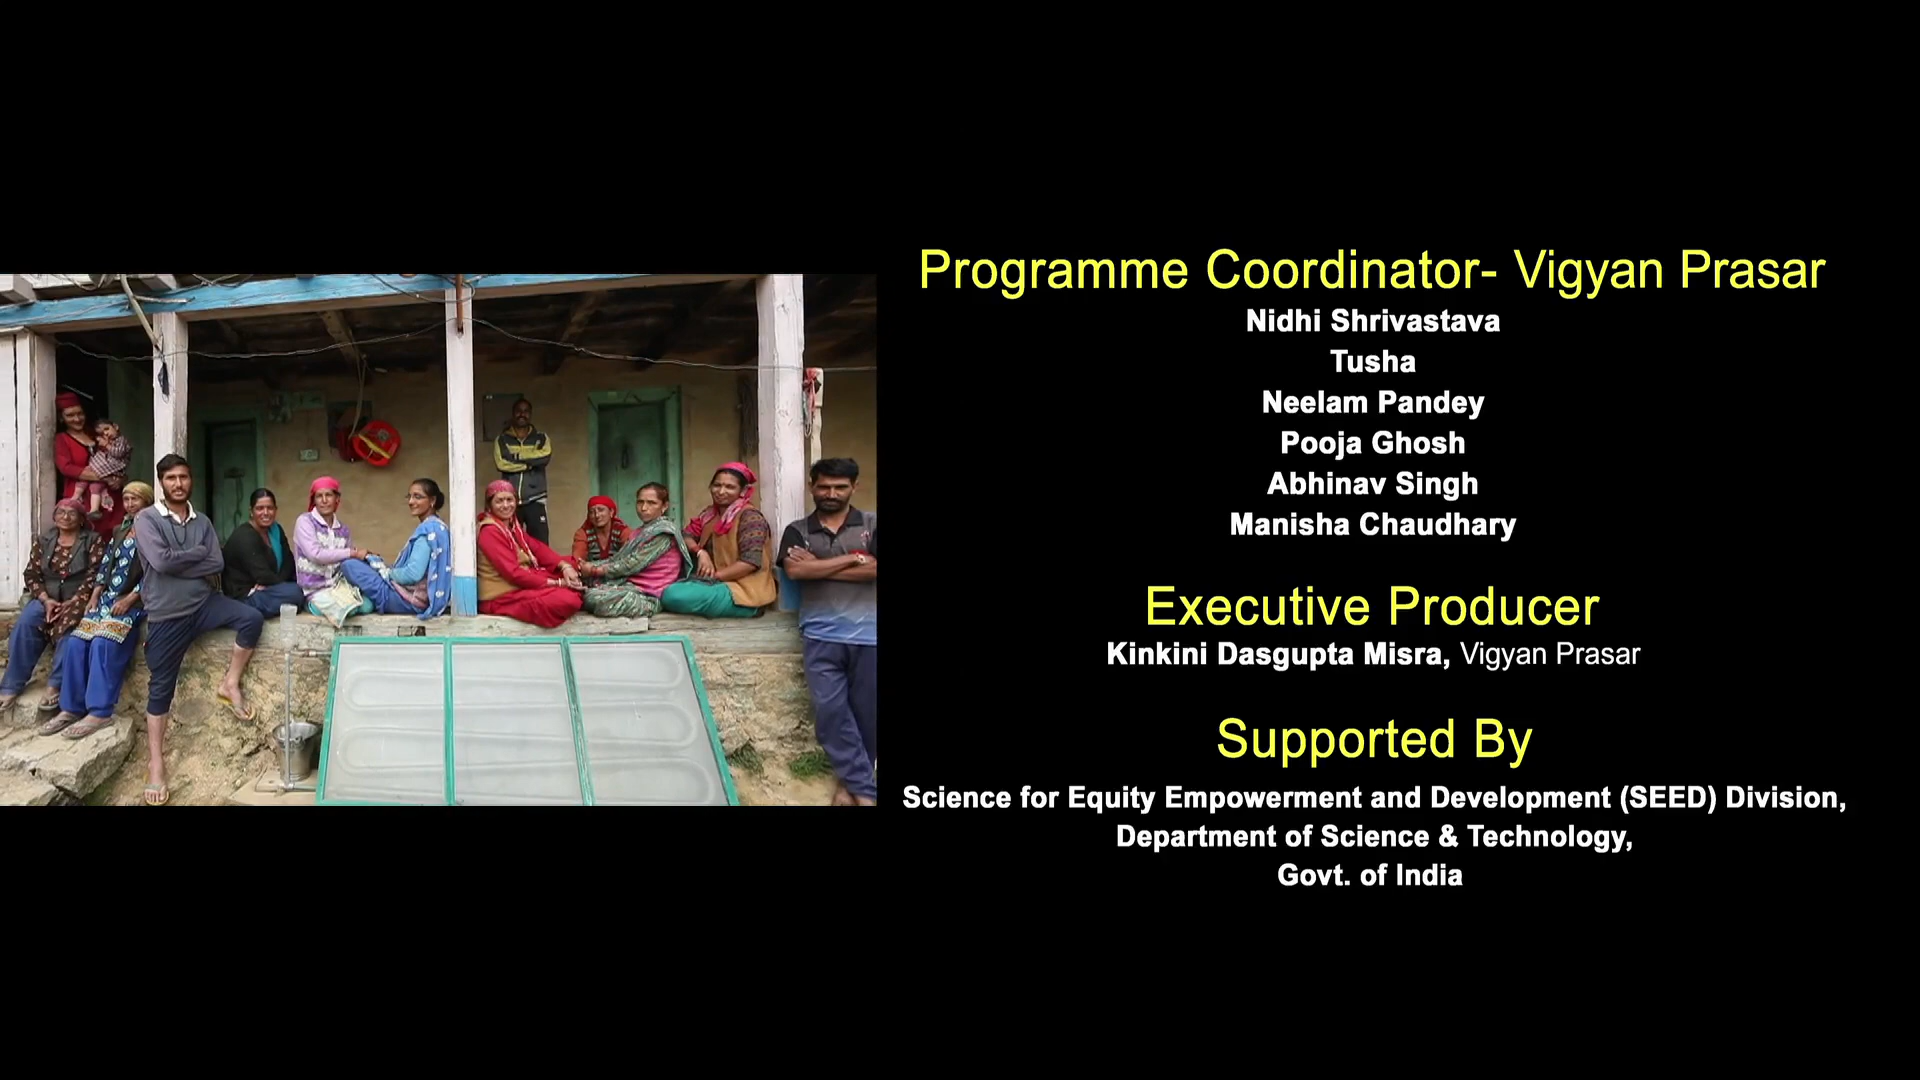 Programme Coordinator- Vigyan Prasar
Nidhi Shrivastava
Tusha
Neelam Pandey
Pooja Ghosh
Abhinav Singh
Manisha Chaudhary
Executive Producer
Kinkini Dasgupta Misra, Vigyan Prasar
Supported By
Science for Equity Empowerment and Development (SEED) Division,
Department of Science & Technology,
Govt. of India